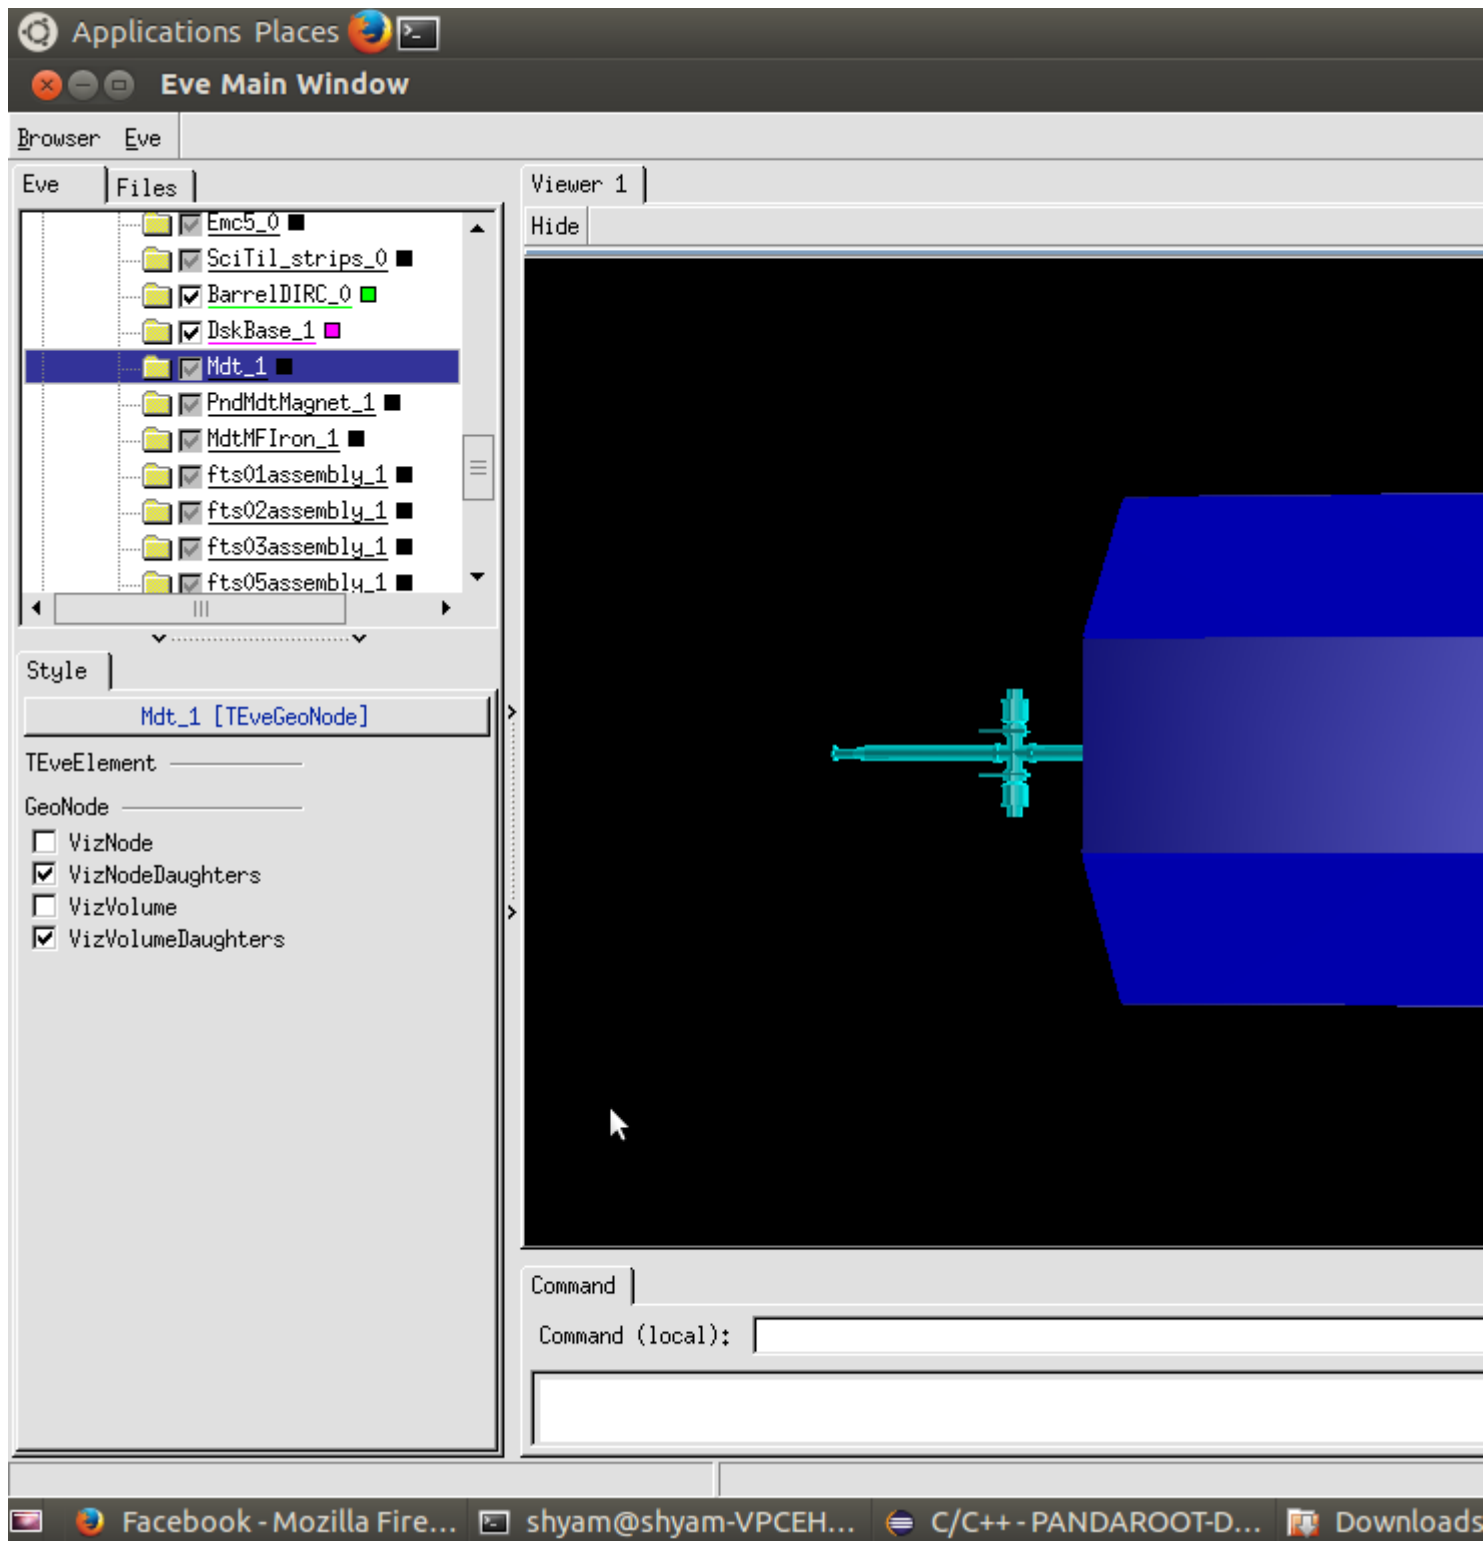 Applications Places
Eve Main Window
Browser Eve
Eve Files
Viewer 1
Hide
Emc5_0
SciTil_strips_0
BarrelDIRC_0
DskBase_1
Mdt_1
PndMdtMagnet_1
MdtMFIron_1
fts01assembly_1
fts02assembly_1
fts03assembly_1
fts05assembly_1
Style
Mdt_1 [TEveGeoNode]
TEveElement
GeoNode
VizNode
VizNodeDaughters
VizVolume
VizVolumeDaughters
Command
Command (local):
Facebook - Mozilla Fire... shyam@shyam-VPCEH... C/C++ - PANDAROOT-D... Downloads